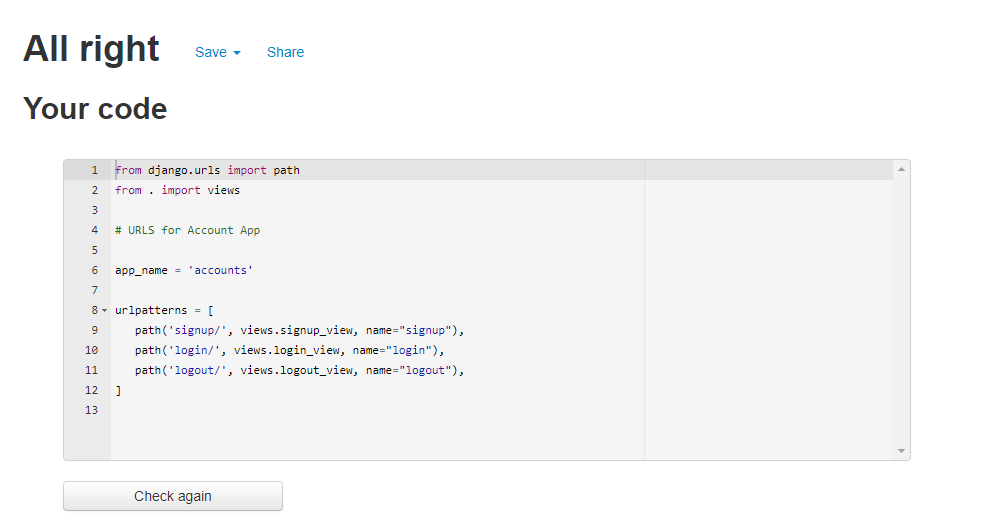 All right Save Share
Your code
1 from django.urls import path
2 from . import views
3
4 # URLS for Account App
5
6 app_name = 'accounts'
7
8 urlpatterns = [
9 path('signup/', views.signup_view, name="signup"),
10 path('login/', views.login_view, name="login"),
11 path('logout/', views.logout_view, name="logout"),
12 ]
13
Check again